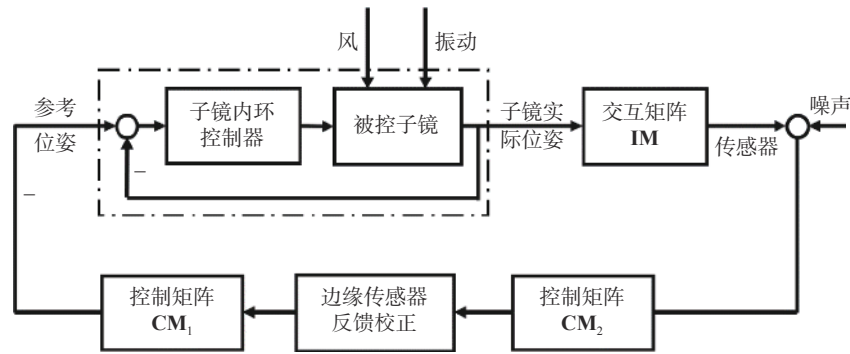 风
振动
参考
位姿
子镜内环
控制器
被控子镜
子镜实
际位姿
交互矩阵
IM
传感器
噪声
−
−
控制矩阵
CM₁
边缘传感器
反馈校正
控制矩阵
CM₂